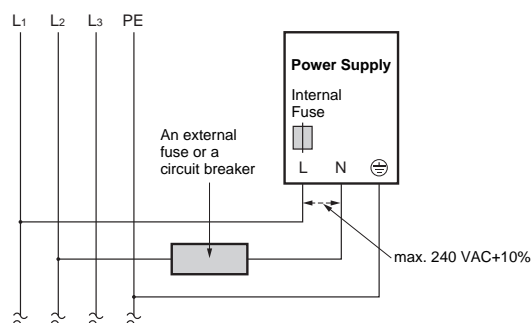 L1 L2 L3 PE
Power Supply
Internal
Fuse
L N
An external
fuse or a
circuit breaker
max. 240 VAC+10%